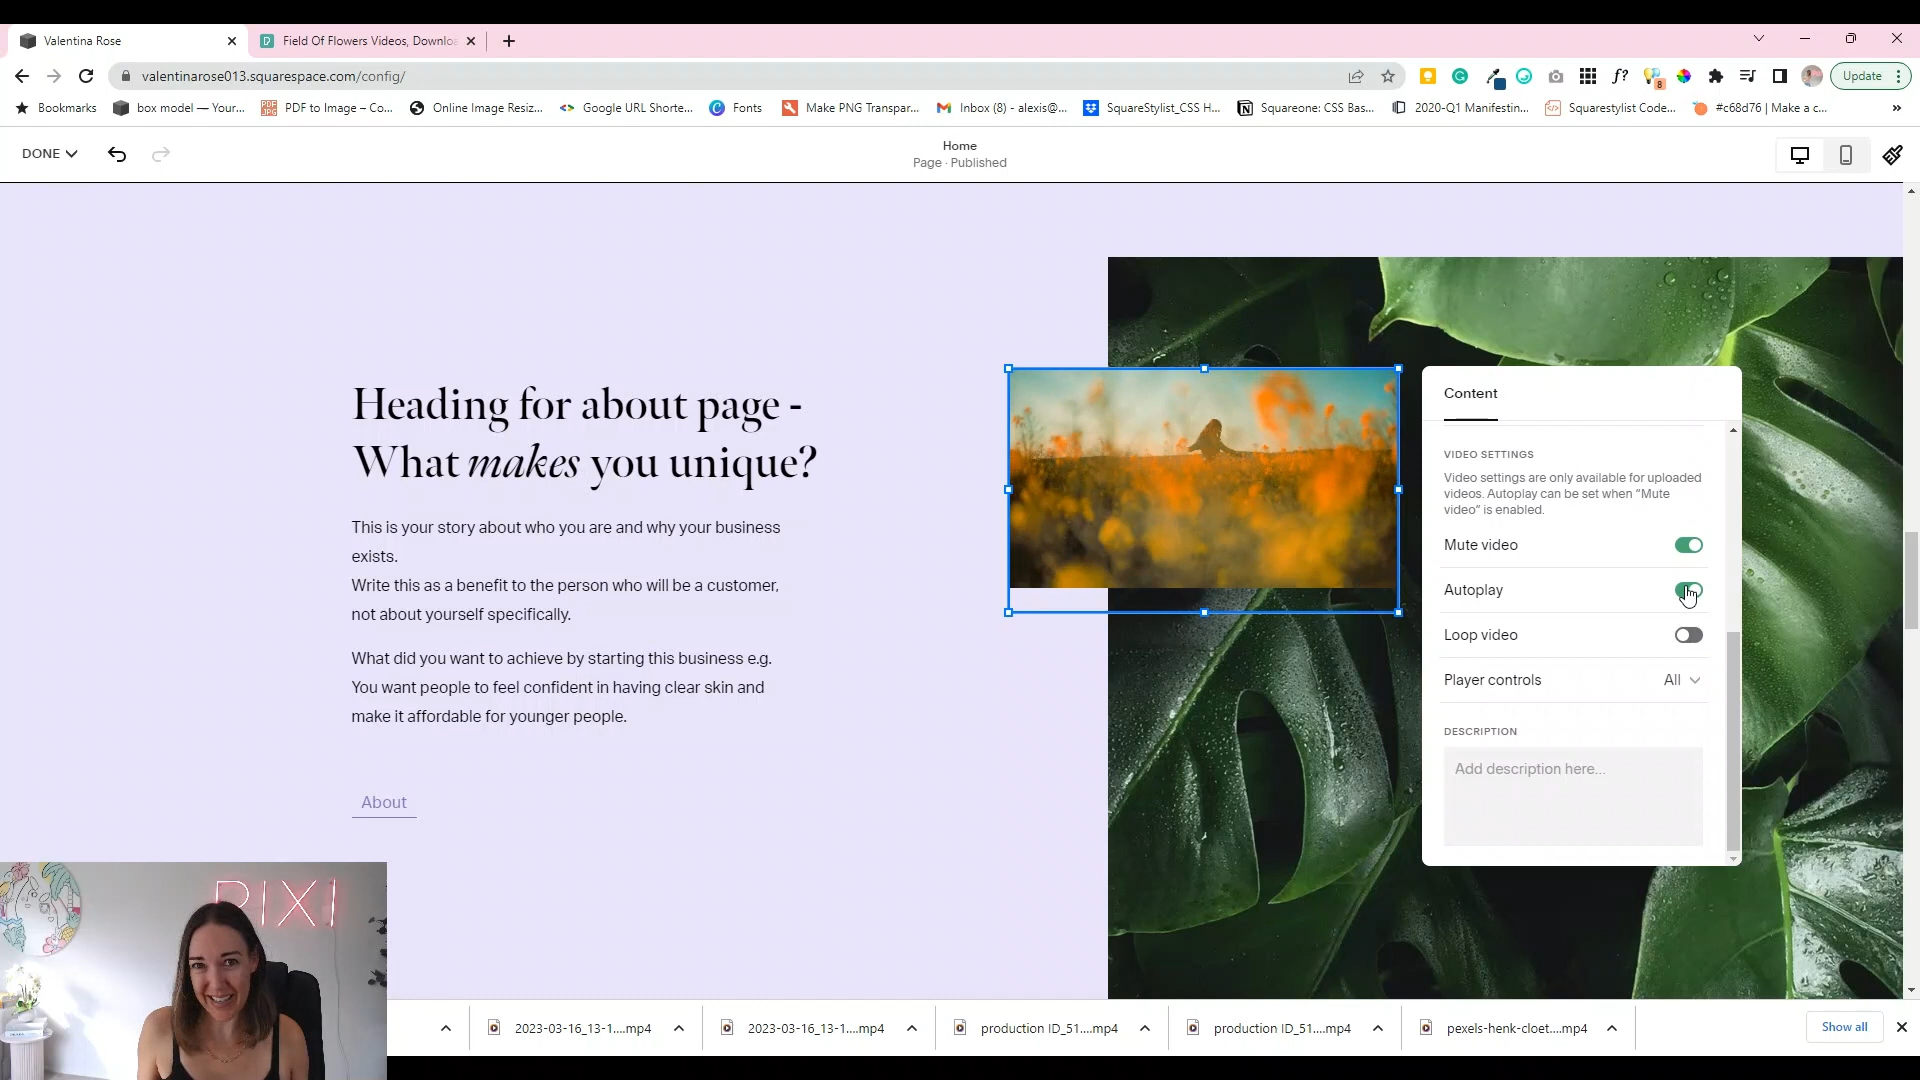 Valentina Rose
Field Of Flowers Videos, Downlo
valentinarose013.squarespace.com/config/
Update
Bookmarks
box model — Your...
PDF to Image – Co...
Online Image Resiz...
Google URL Shorte...
Fonts
Make PNG Transpar...
Inbox (8) - alexis@...
SquareStylist_CSS H...
Squareone: CSS Bas...
2020-Q1 Manifestin...
Squarestylist Code...
#c68d76 | Make a c...
DONE
Home
Page · Published
Heading for about page -
What makes you unique?
This is your story about who you are and why your business
exists.
Write this as a benefit to the person who will be a customer,
not about yourself specifically.
What did you want to achieve by starting this business e.g.
You want people to feel confident in having clear skin and
make it affordable for younger people.
About
Content
VIDEO SETTINGS
Video settings are only available for uploaded
videos. Autoplay can be set when “Mute
video” is enabled.
Mute video
Autoplay
Loop video
Player controls
All
DESCRIPTION
Add description here...
PIXI
2023-03-16_13-1....mp4
2023-03-16_13-1....mp4
production ID_51....mp4
production ID_51....mp4
pexels-henk-cloet....mp4
Show all